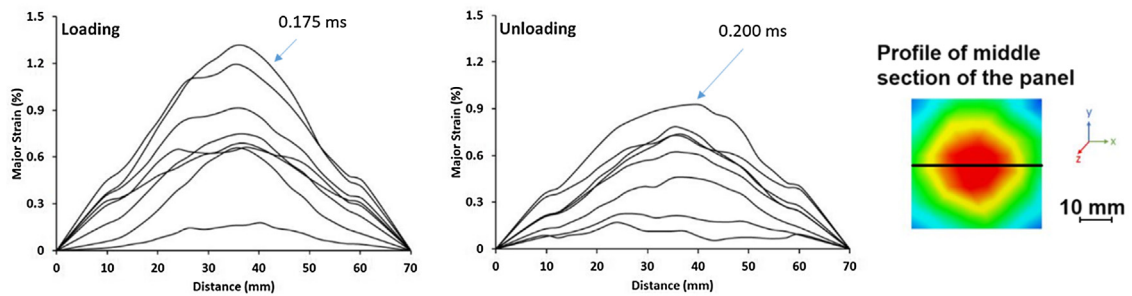 Loading
0.175 ms
1.5
1.2
0.9
0.6
0.3
0
Major Strain (%)
0 10 20 30 40 50 60 70
Distance (mm)
Unloading
0.200 ms
1.5
1.2
0.9
0.6
0.3
0
Major Strain (%)
0 10 20 30 40 50 60 70
Distance (mm)
Profile of middle
section of the panel
y
x
z
10 mm